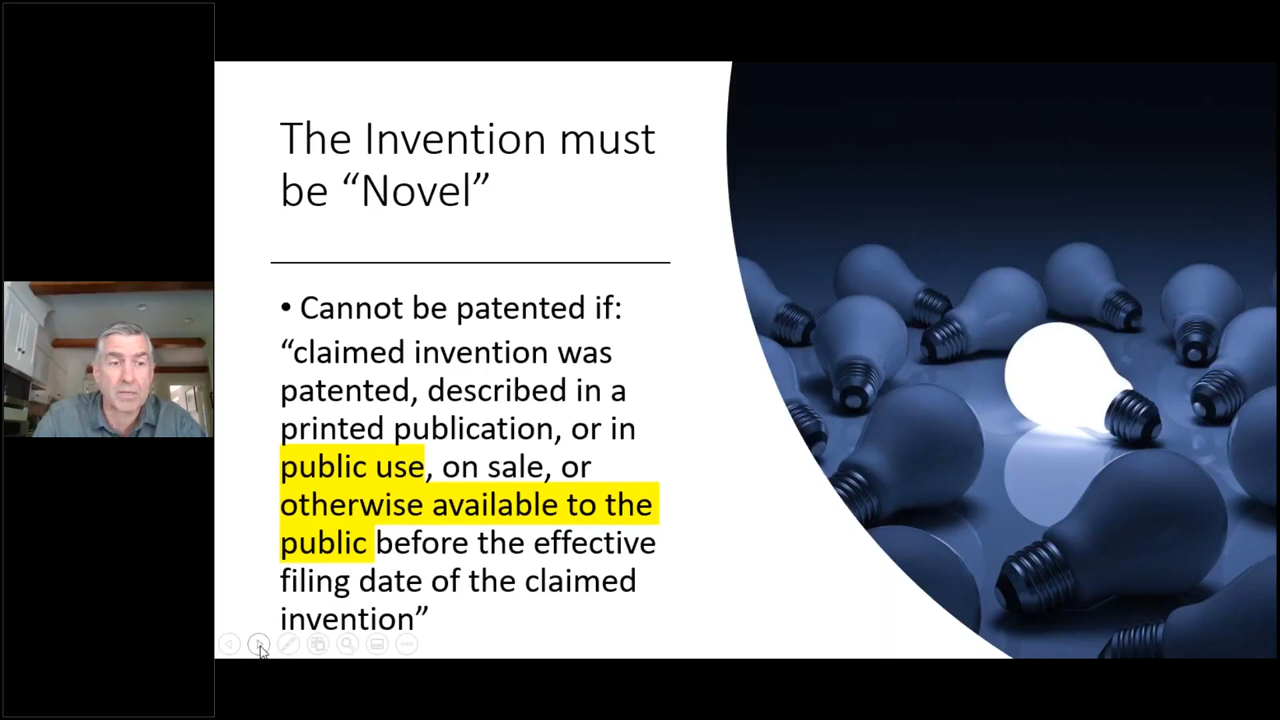 The Invention must
be “Novel”
• Cannot be patented if:
“claimed invention was
patented, described in a
printed publication, or in
public use, on sale, or
otherwise available to the
public before the effective
filing date of the claimed
invention”